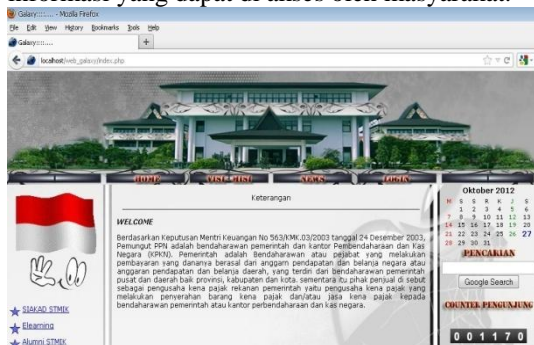 informasi yang dapat di akses oleh masyarakat.
Galaxy::::.... - Mozilla Firefox
File Edit View History Bookmarks Tools Help
Galaxy::::....
localhost/web_galaxy/index.php
HOME VISI - MISI NEWS LOGIN
Keterangan
WELCOME
Berdasarkan Keputusan Mentri Keuangan No 563/KMK.03/2003 tanggal 24 Desember 2003,
Pemungut PPN adalah bendaharawan pemerintah dan kantor Pembendaharaan dan Kas
Negara (KPKN). Pemerintah adalah Bendaharawan atau pejabat yang melakukan
pembayaran yang dananya berasal dari anggarn pendapatan dan belanja negara atau
anggaran pendapatan dan belanja daerah, yang terdiri dari bendaharawan pemerintah
pusat dan daerah baik provinsi, kabupaten dan kota. sementara itu pihak penjual di sebut
sebagai pengusaha kena pajak rekanan pemerintah yaitu pengusaha kena pajak yang
melakukan penyerahan barang kena pajak dan/atau jasa kena pajak kepada
bendaharawan pemerintah atau kantor perbendaharaan dan kas negara.
SIAKAD STMIK
Elearning
Alumni STMIK
Oktober 2012
M S S R K J S
1 2 3 4 5 6
7 8 9 10 11 12 13
14 15 16 17 18 19 20
21 22 23 24 25 26 27
28 29 30 31
PENCARIAN
Google Search
COUNTER PENGUNJUNG
0 0 1 1 7 0